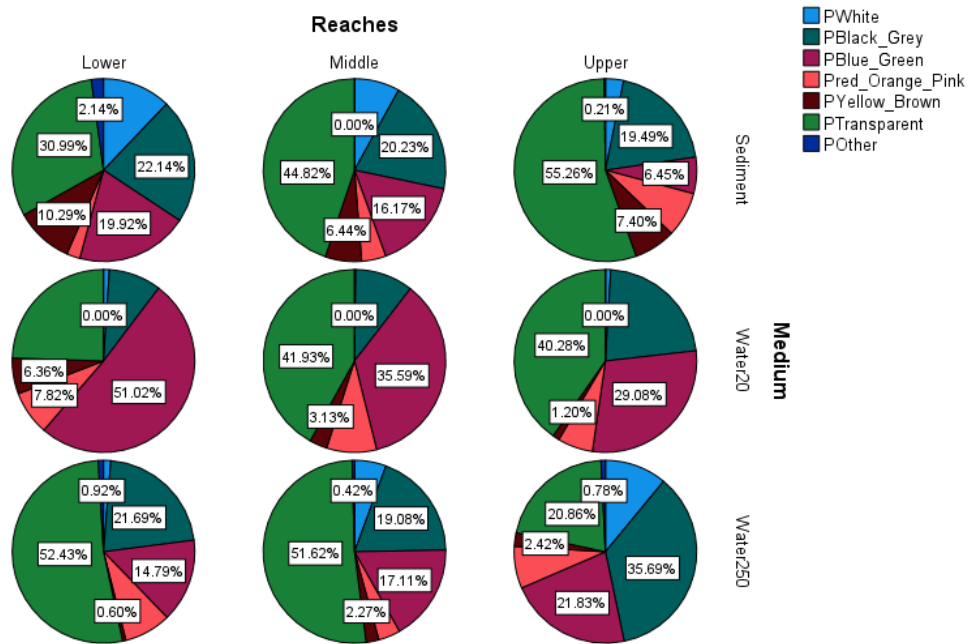 Reaches
Lower
Middle
Upper
PWhite
PBlack_Grey
PBlue_Green
Pred_Orange_Pink
PYellow_Brown
PTransparent
POther
2.14%
30.99%
22.14%
10.29%
19.92%
0.00%
20.23%
44.82%
16.17%
6.44%
0.21%
19.49%
55.26%
6.45%
7.40%
Sediment
0.00%
6.36%
7.82%
51.02%
0.00%
41.93%
35.59%
3.13%
0.00%
40.28%
29.08%
1.20%
Water20
Medium
0.92%
21.69%
52.43%
14.79%
0.60%
0.42%
19.08%
51.62%
17.11%
2.27%
0.78%
20.86%
2.42%
35.69%
21.83%
Water250